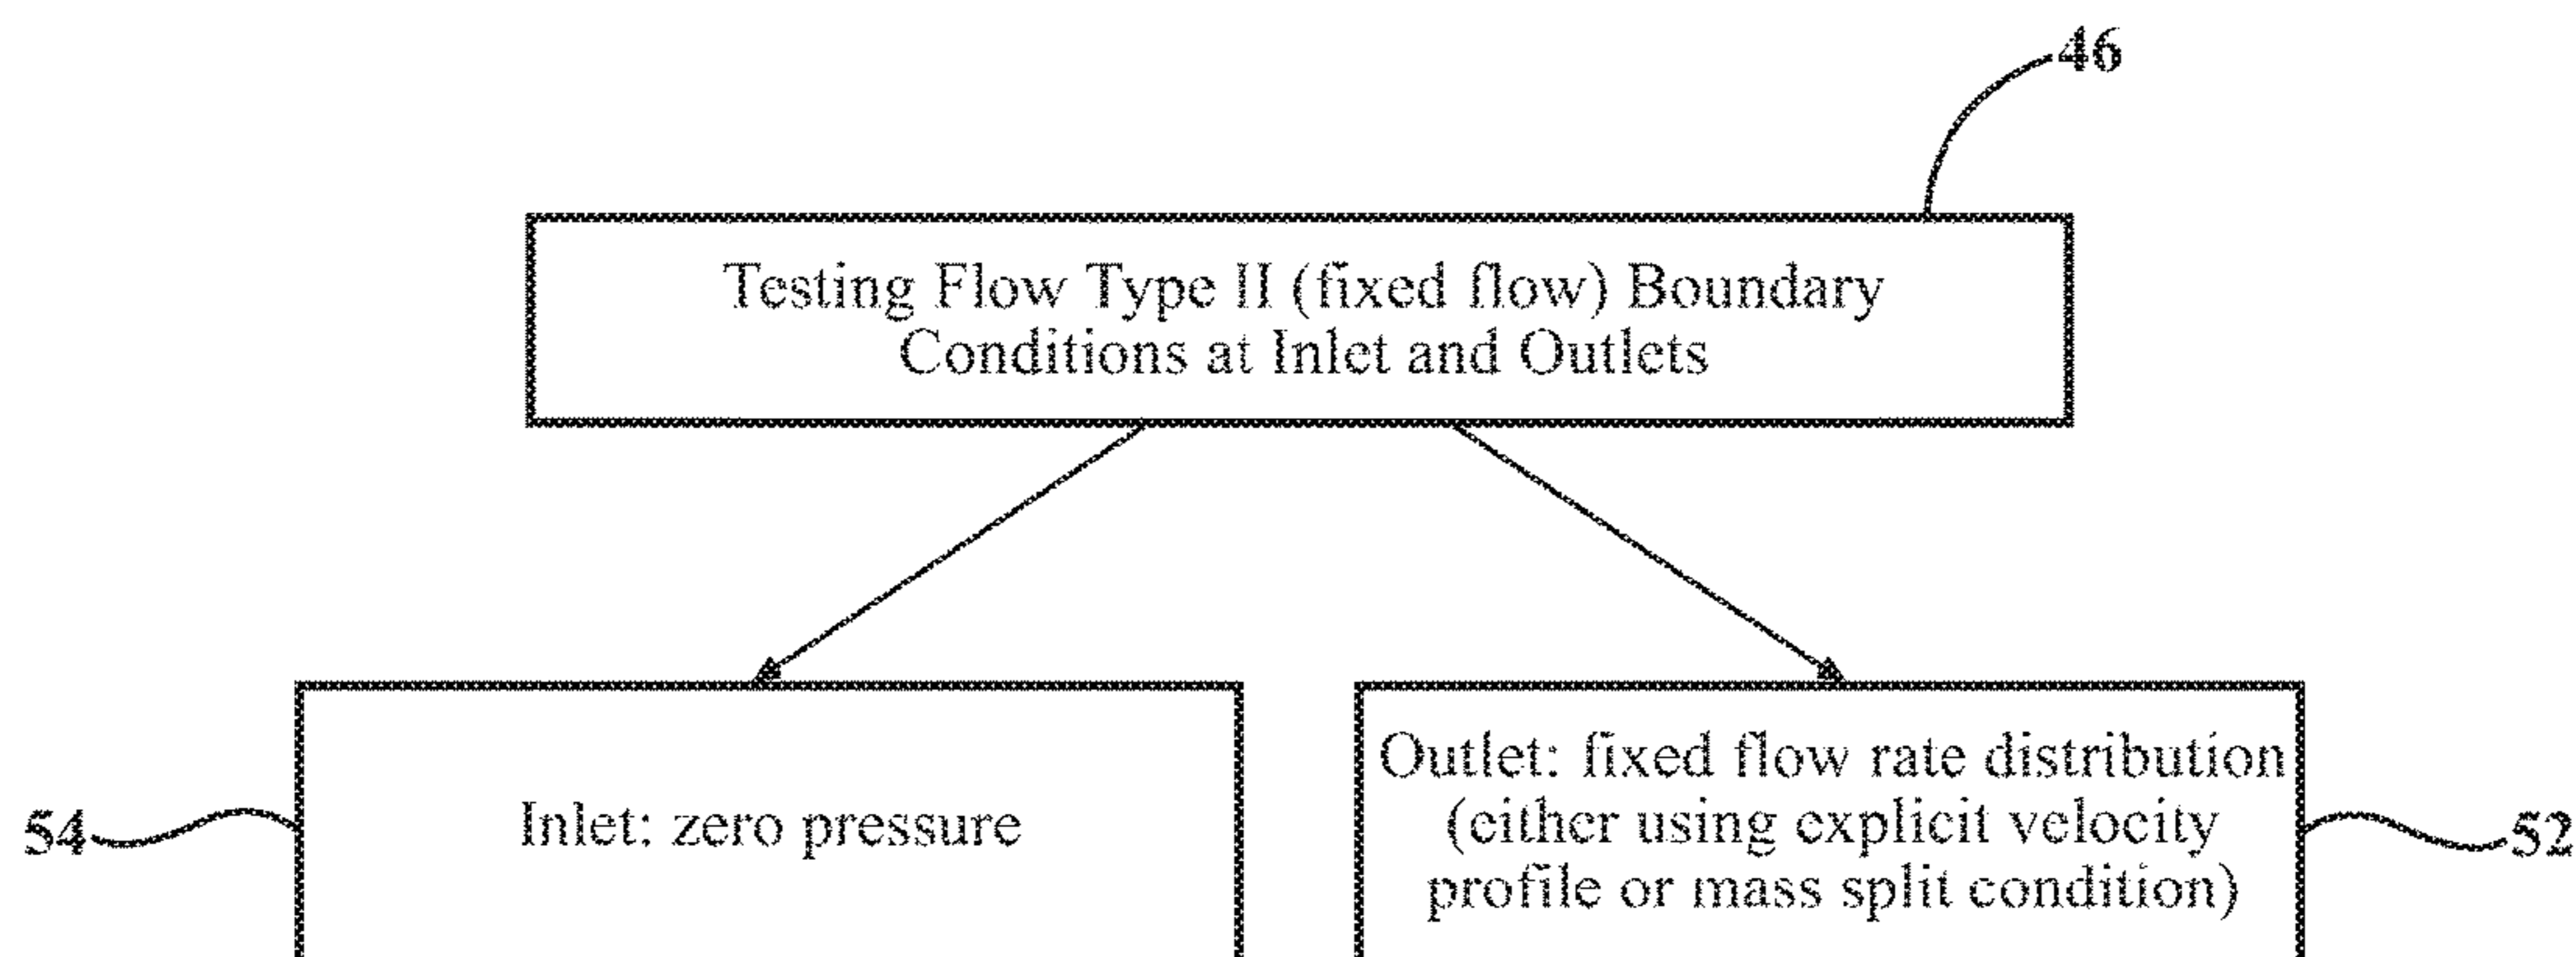 46
Testing Flow Type II (fixed flow) Boundary
Conditions at Inlet and Outlets
54
Inlet: zero pressure
Outlet: fixed flow rate distribution
(either using explicit velocity
profile or mass split condition)
52